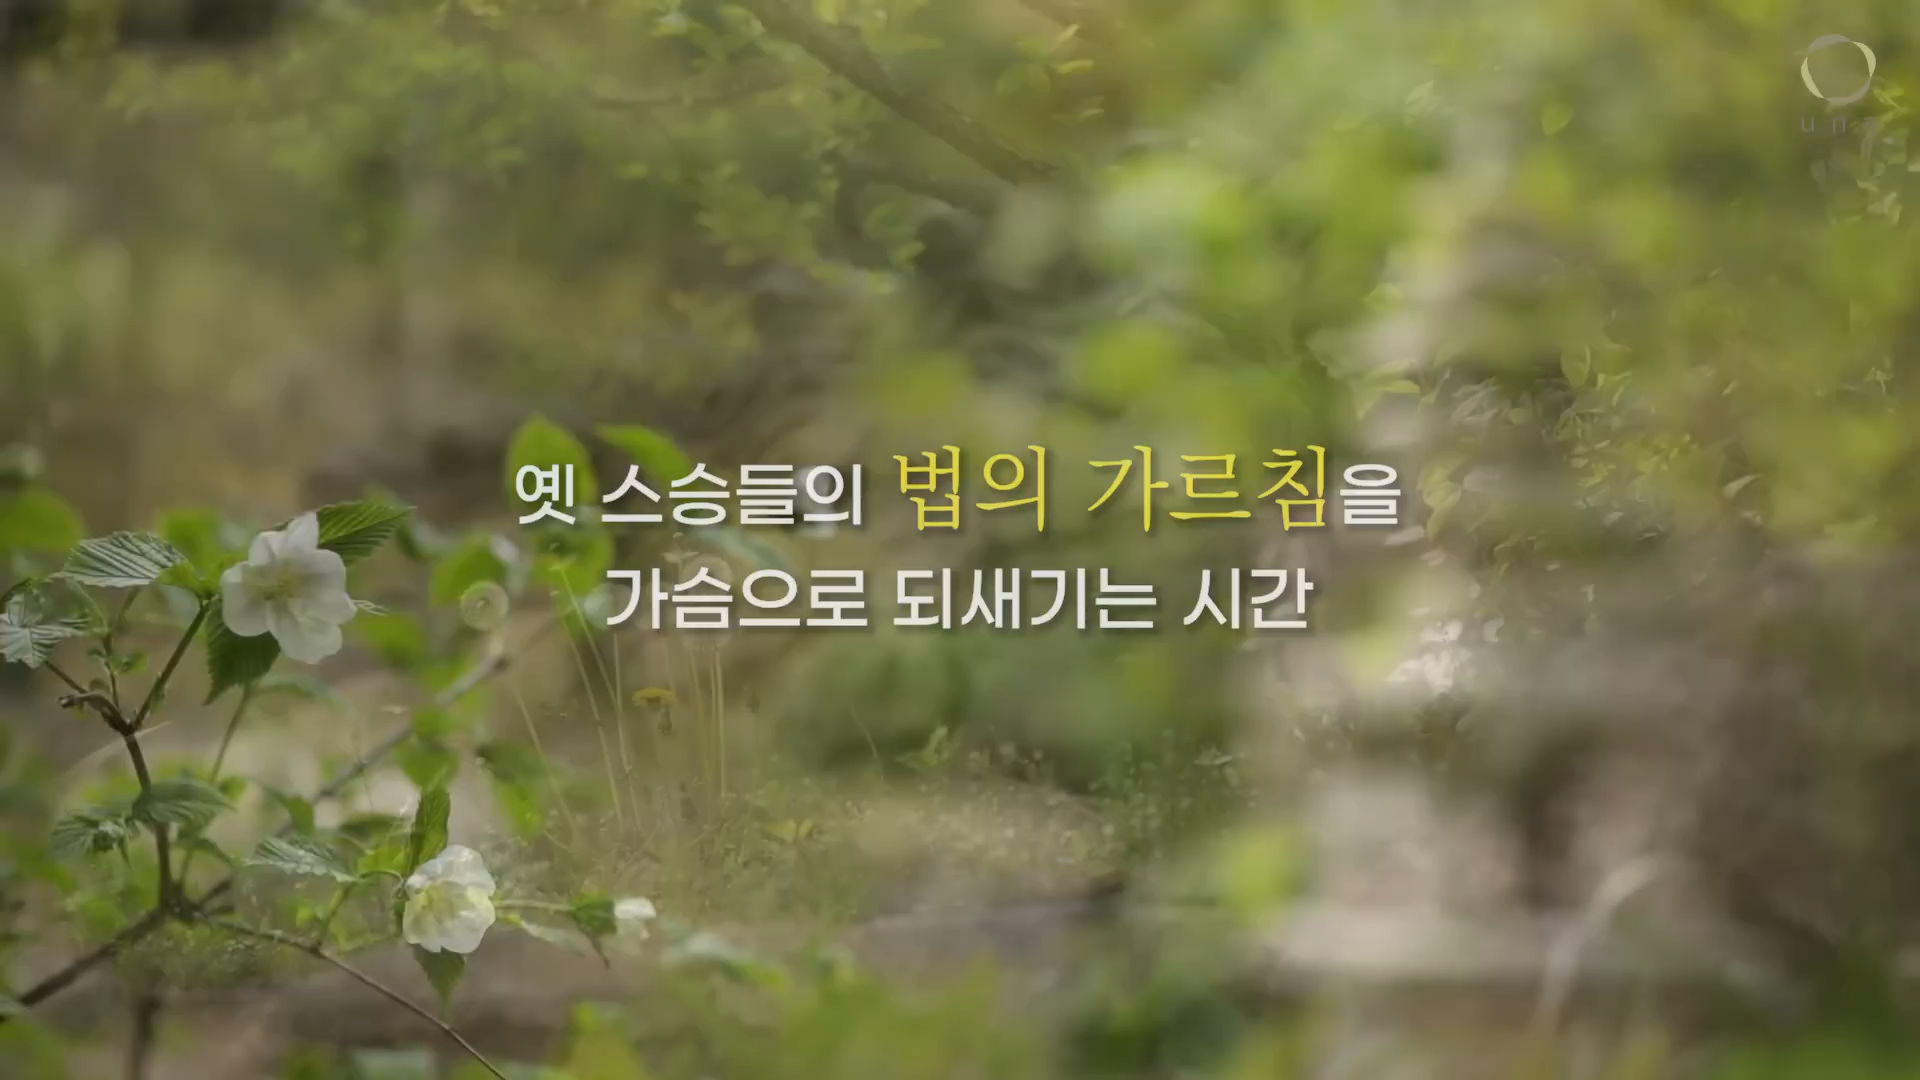 옛 스승들의 법의 가르침을
가슴으로 되새기는 시간